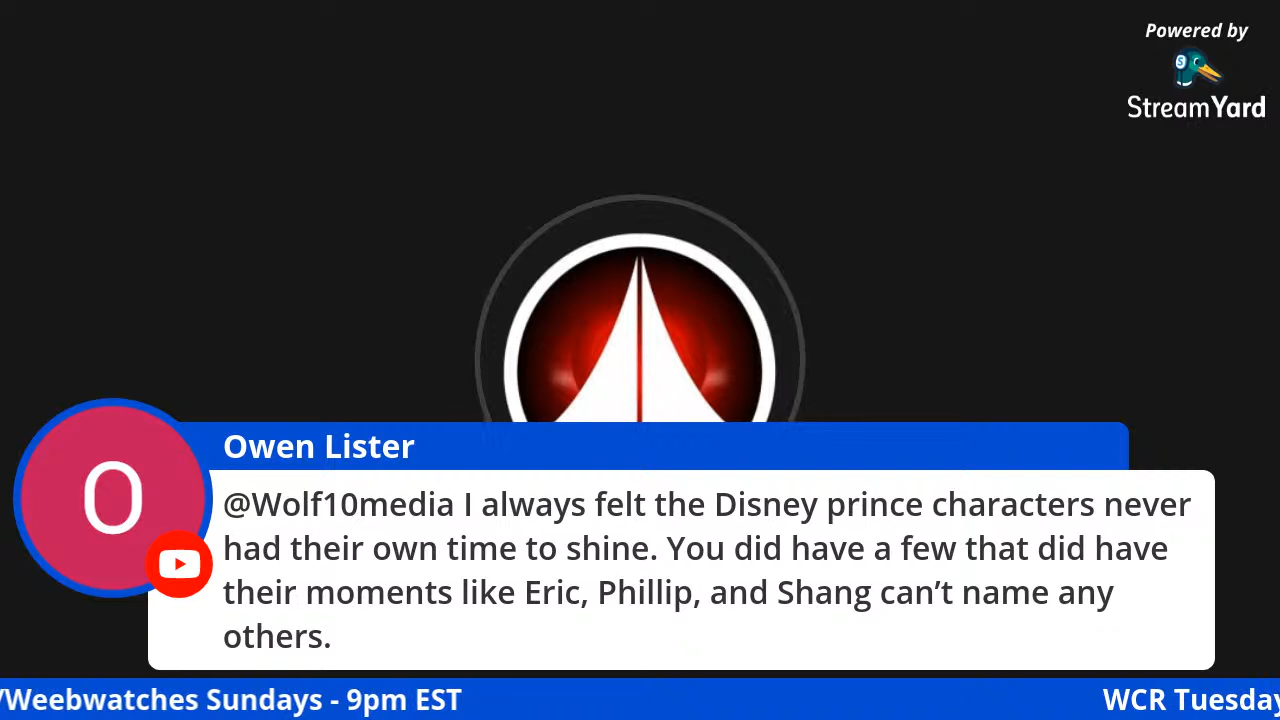 Powered by
StreamYard
Owen Lister
O
@Wolf10media I always felt the Disney prince characters never
had their own time to shine. You did have a few that did have
their moments like Eric, Phillip, and Shang can’t name any
others.
/Weebwatches Sundays - 9pm EST
WCR Tuesday